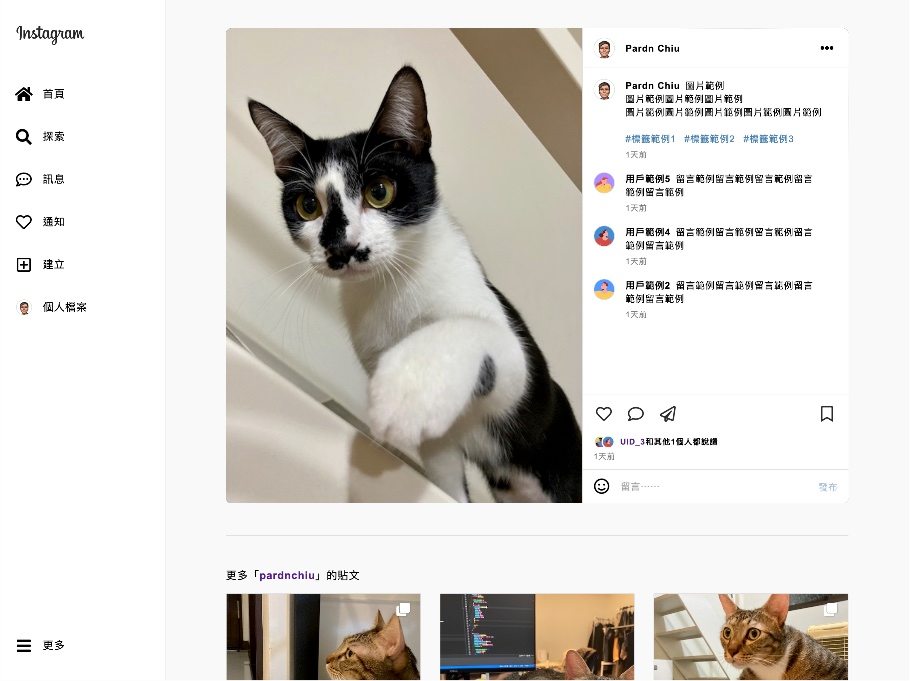 Instagram
首頁
探索
訊息
通知
建立
個人檔案
更多
Pardn Chiu
Pardn Chiu 圖片範例
圖片範例圖片範例圖片範例
圖片範例圖片範例圖片範例圖片範例圖片範例
#標籤範例1 #標籤範例2 #標籤範例3
1天前
用戶範例5 留言範例留言範例留言範例留言
範例留言範例
1天前
用戶範例4 留言範例留言範例留言範例留言
範例留言範例
1天前
用戶範例2 留言範例留言範例留言範例留言
範例留言範例
1天前
UID_3和其他1個人都說讚
1天前
留言⋯⋯
發布
更多「pardnchiu」的貼文